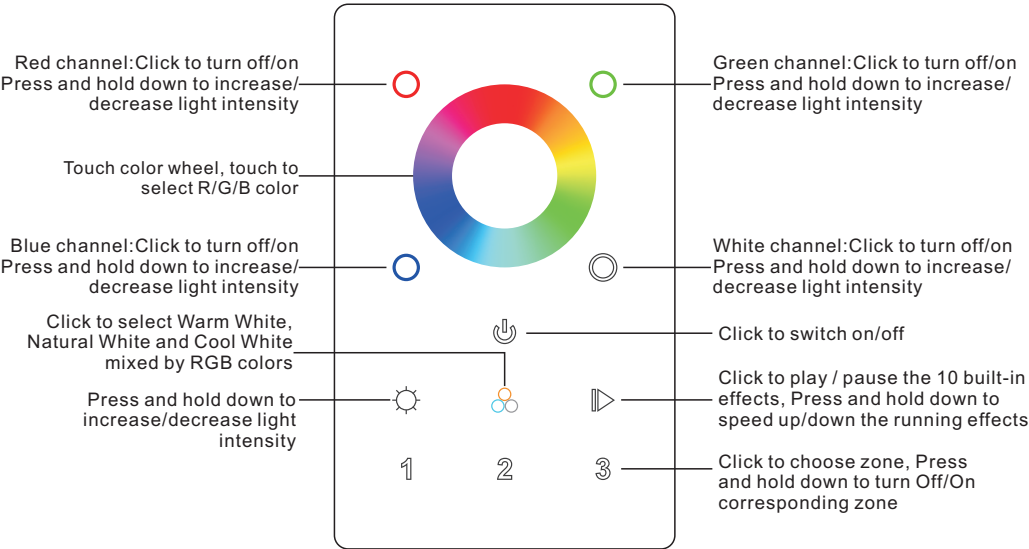 Red channel:Click to turn off/on
Press and hold down to increase/
decrease light intensity
Green channel:Click to turn off/on
Press and hold down to increase/
decrease light intensity
Touch color wheel, touch to
select R/G/B color
Blue channel:Click to turn off/on
Press and hold down to increase/
decrease light intensity
White channel:Click to turn off/on
Press and hold down to increase/
decrease light intensity
Click to select Warm White,
Natural White and Cool White
mixed by RGB colors
Click to switch on/off
Press and hold down to
increase/decrease light
intensity
Click to play / pause the 10 built-in
effects, Press and hold down to
speed up/down the running effects
1 2 3
Click to choose zone, Press
and hold down to turn Off/On
corresponding zone